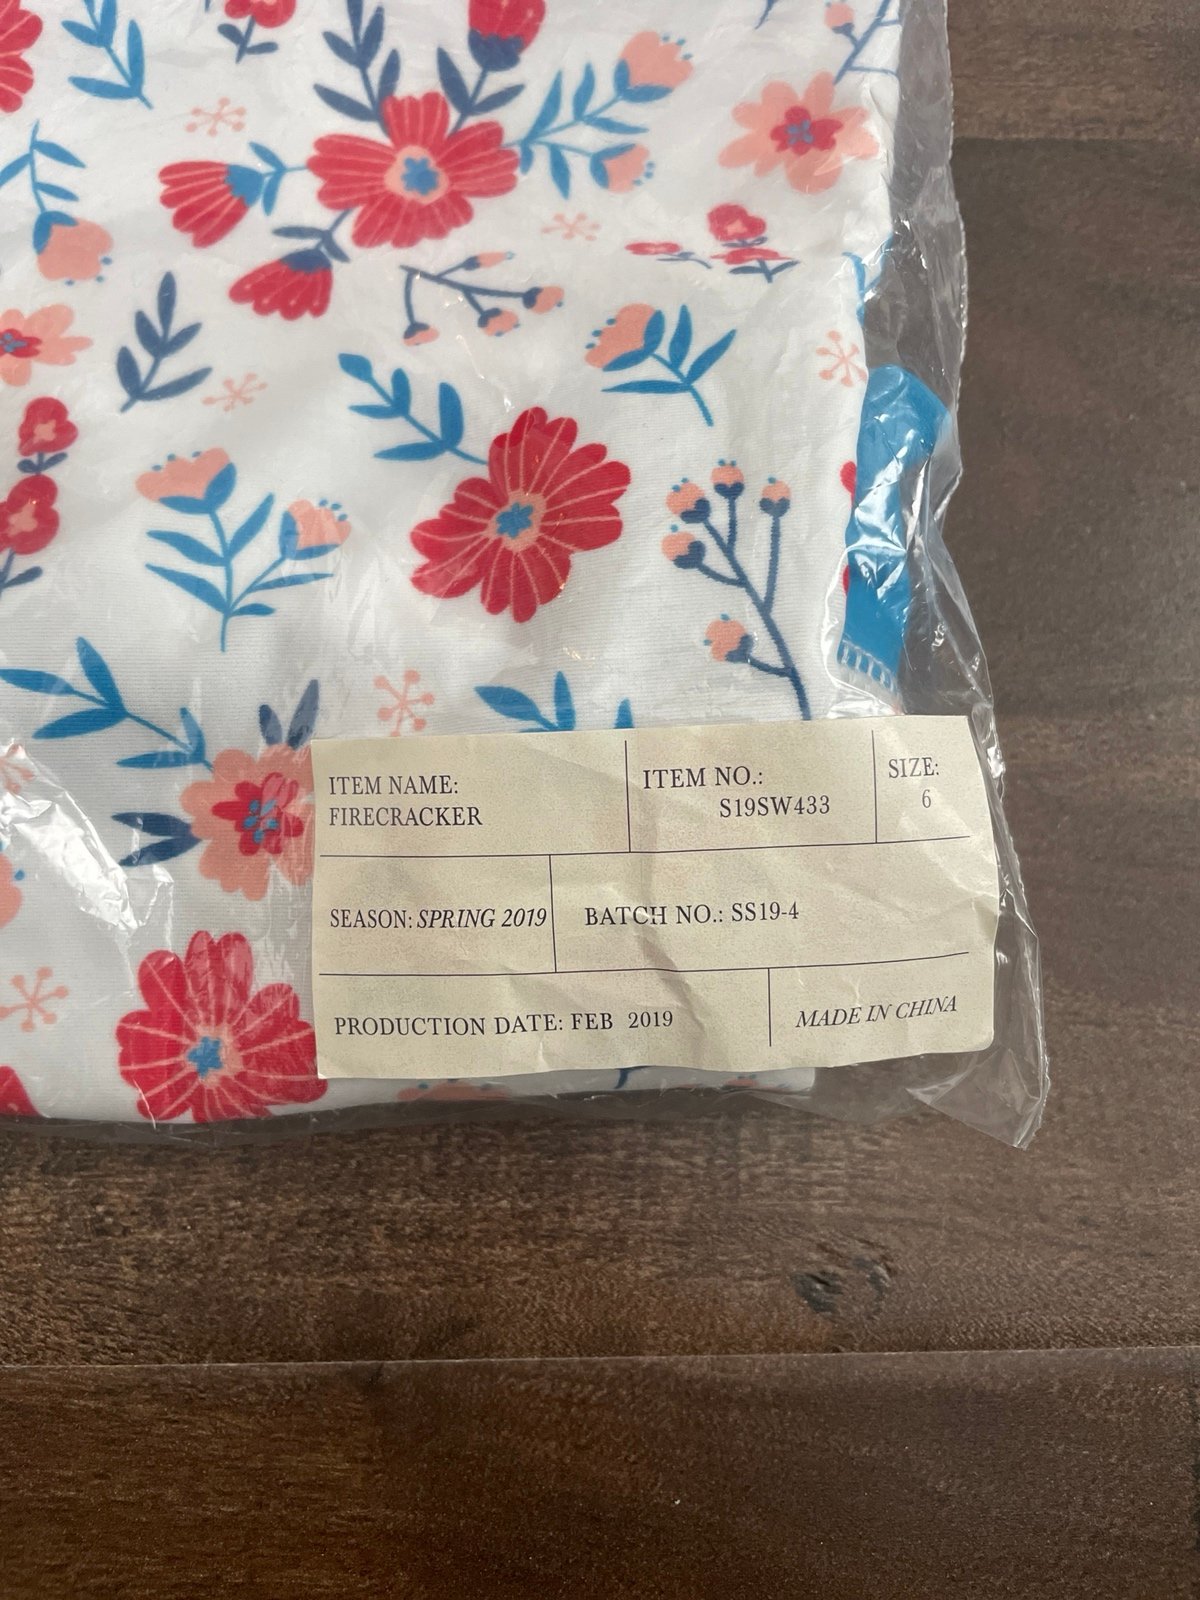 ITEM NAME:
FIRECRACKER
ITEM NO.:
S19SW433
SIZE:
6
SEASON: SPRING 2019
BATCH NO.: SS19-4
PRODUCTION DATE: FEB 2019
MADE IN CHINA